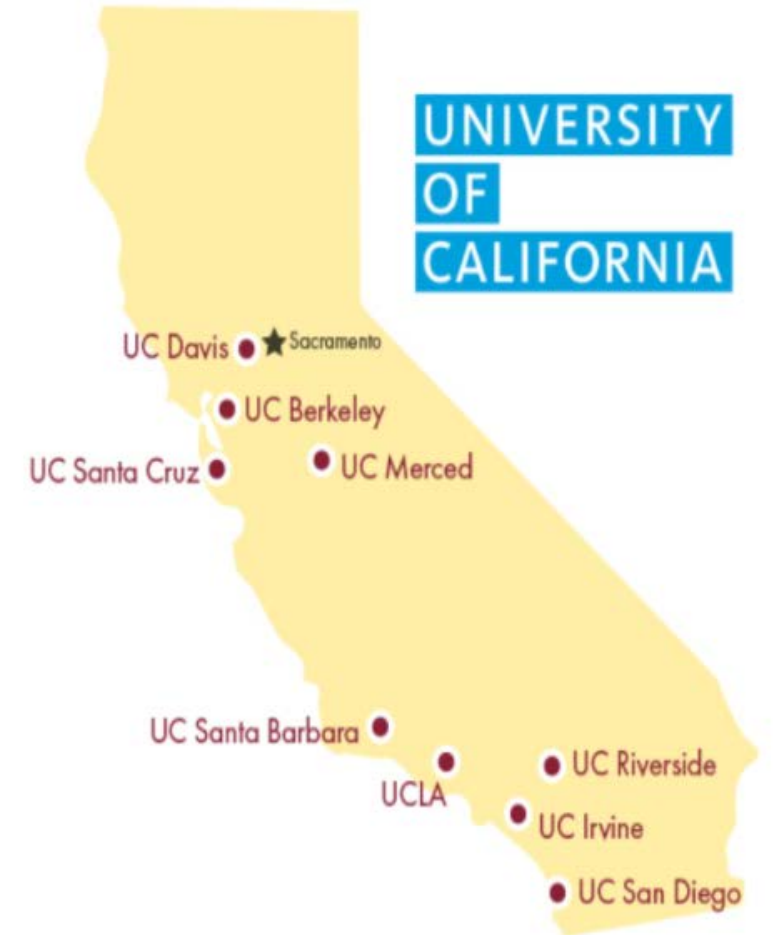 UNIVERSITY
OF
CALIFORNIA
UC Davis
Sacramento
UC Berkeley
UC Santa Cruz
UC Merced
UC Santa Barbara
UCLA
UC Riverside
UC Irvine
UC San Diego